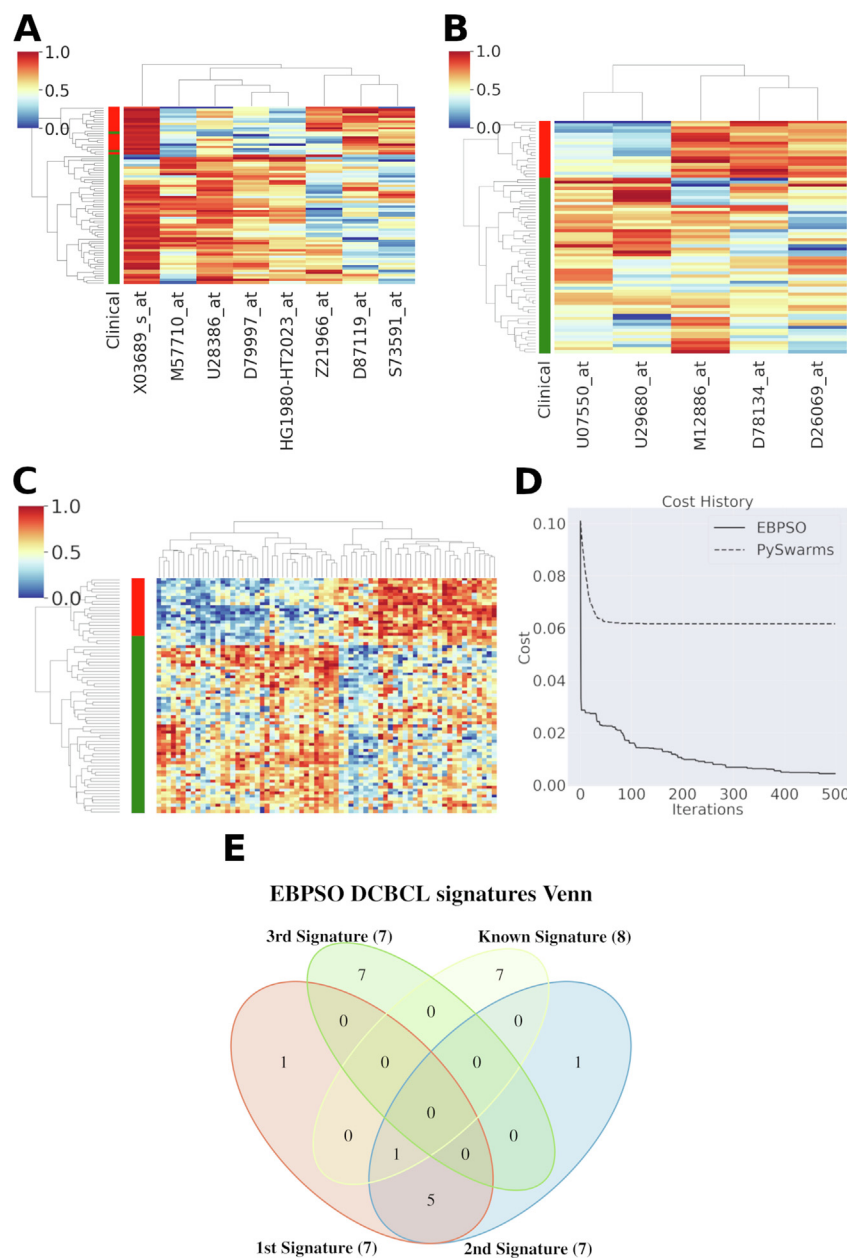 A
1.0
0.5
0.0
Clinical
X03689_s_at
M57710_at
U28386_at
D79997_at
HG1980-HT2023_at
Z21966_at
D87119_at
S73591_at
B
1.0
0.5
0.0
Clinical
U07550_at
U29680_at
M12886_at
D78134_at
D26069_at
C
1.0
0.5
0.0
D
Cost History
EBPSO
PySwarms
0.10
0.08
0.06
0.04
0.02
0.00
Cost
0 100 200 300 400 500
Iterations
E
EBPSO DCBCL signatures Venn
3rd Signature (7) Known Signature (8)
7 7
0 0 0
1 0 0 1
0
0 1 0 0
5
1st Signature (7) 2nd Signature (7)